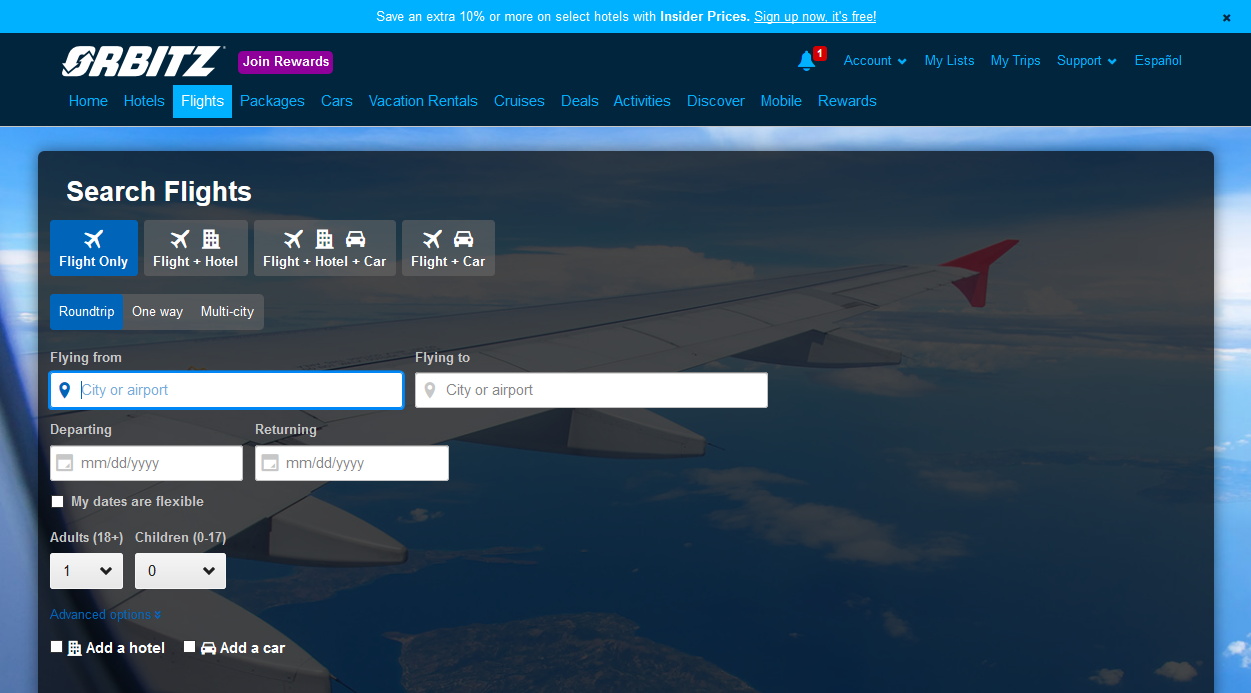 Save an extra 10% or more on select hotels with Insider Prices. Sign up now, it's free!
ORBITZ Join Rewards 1 Account My Lists My Trips Support Español
Home Hotels Flights Packages Cars Vacation Rentals Cruises Deals Activities Discover Mobile Rewards
Search Flights
Flight Only Flight + Hotel Flight + Hotel + Car Flight + Car
Roundtrip One way Multi-city
Flying from Flying to
City or airport City or airport
Departing Returning
mm/dd/yyyy mm/dd/yyyy
My dates are flexible
Adults (18+) Children (0-17)
1 0
Advanced options
Add a hotel Add a car